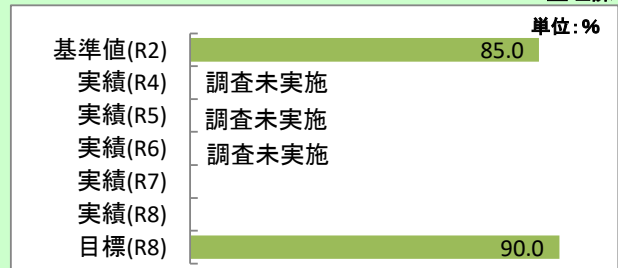 単位:%
基準値(R2) 85.0
実績(R4) 調査未実施
実績(R5) 調査未実施
実績(R6) 調査未実施
実績(R7)
実績(R8)
目標(R8) 90.0